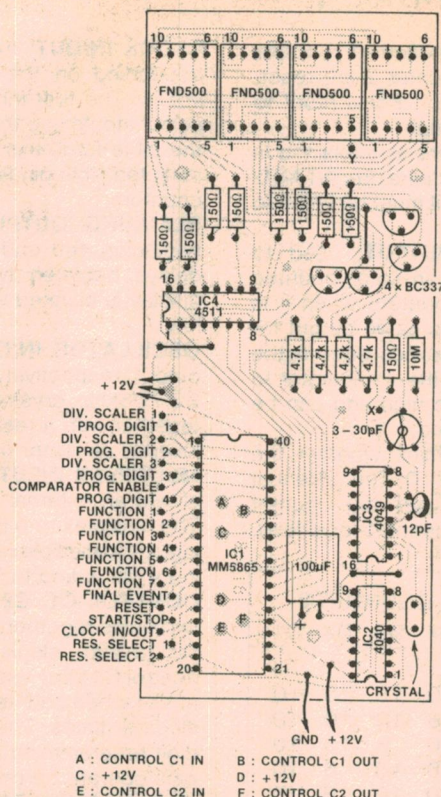 10 6 10 6 10 6 10 6
FND500 FND500 FND500 FND500
5
1 5 1 5 1 1 5
Y
150Ω 150Ω 150Ω 150Ω 150Ω 150Ω
150Ω 150Ω
16 9
4 × BC337
IC4
4511
8
4.7k 4.7k 4.7k 4.7k 150Ω 10M
+12V
X
3–30pF
DIV. SCALER 1
PROG. DIGIT 1
DIV. SCALER 2
PROG. DIGIT 2
DIV. SCALER 3
PROG. DIGIT 3
COMPARATOR ENABLE
PROG. DIGIT 4
FUNCTION 1
FUNCTION 2
FUNCTION 3
FUNCTION 4
FUNCTION 5
FUNCTION 6
FUNCTION 7
FINAL EVENT
RESET
START/STOP
CLOCK IN/OUT
RES. SELECT 1
RES. SELECT 2
1 40
A B
C
IC1
MM5865
D
E F
20 21
9 8
IC3
4049
12pF
16 1
100µF
+
9 8
IC2
4040
1
CRYSTAL
GND +12V
A : CONTROL C1 IN B : CONTROL C1 OUT
C : +12V D : +12V
E : CONTROL C2 IN F : CONTROL C2 OUT